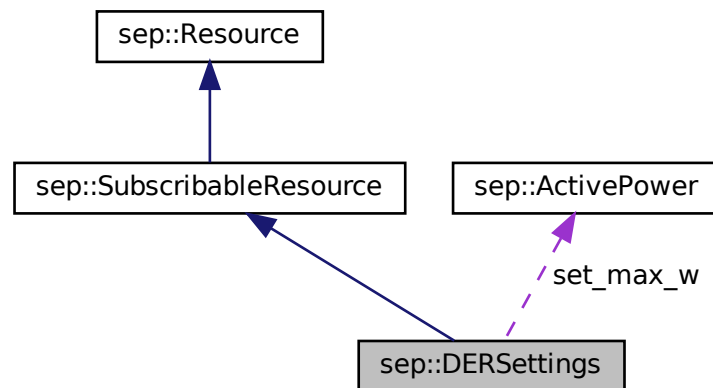 sep::Resource
sep::SubscribableResource
sep::ActivePower
set_max_w
sep::DERSettings